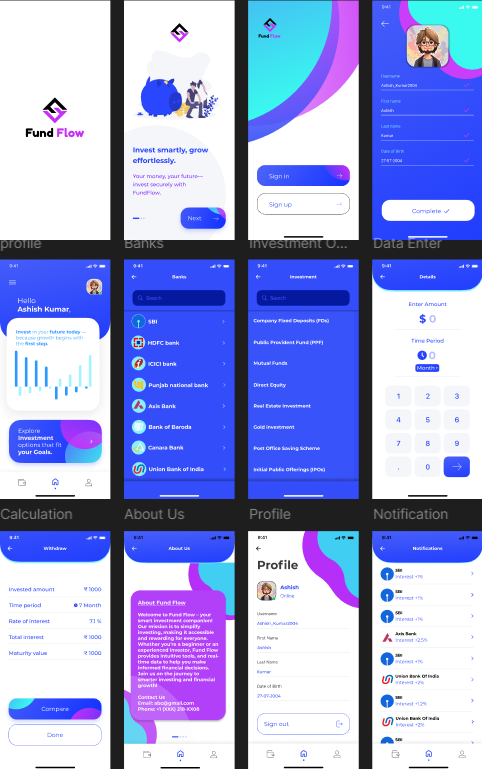 Fund Flow
Invest smartly, grow
effortlessly.
Your money, your future—
invest securely with
FundFlow.
Next
Fund Flow
Sign in
Sign up
9:41
Username
Ashish_Kumar2004
First name
Ashish
Last name
Kumar
Date of Birth
27-07-2004
Complete
profile
Banks
Investment O...
Data Enter
9:41
Hello
Ashish Kumar,
Invest in your future today —
because growth begins with
the first step.
Explore
Investment
options that fit
your Goals.
9:41
Banks
Search
SBI
HDFC bank
ICICI bank
Punjab national bank
Axis Bank
Bank of Baroda
Canara Bank
Union Bank of India
9:41
Investment
Search
Company Fixed Deposits (FDs)
Public Provident Fund (PPF)
Mutual Funds
Direct Equity
Real Estate Investment
Gold Investment
Post Office Saving Scheme
Initial Public Offerings (IPOs)
9:41
Details
Enter Amount
$ 0
Time Period
0
Month
1 2 3
4 5 6
7 8 9
. 0
Calculation
About Us
Profile
Notification
9:41
Withdraw
Invested amount ₹ 1000
Time period 7 Month
Rate of interest 7.1 %
Total interest ₹ 1000
Maturity value ₹ 1000
Compare
Done
9:41
About Us
About Fund Flow
Welcome to Fund Flow – your
smart investment companion!
Our mission is to simplify
investing, making it accessible
and rewarding for everyone.
Whether you're a beginner or an
experienced investor, Fund Flow
provides intuitive tools, and real-
time data to help you make
informed financial decisions.
Join us on the journey to
smarter investing and financial
growth!
Contact Us
Email: abc@gmail.com
Phone: +1 (XXX) 218-XX08
9:41
Profile
Ashish
Online
Username
Ashish_Kumar2004
First Name
Ashish
Last Name
Kumar
Date of Birth
27-07-2004
Sign out
9:41
Notifications
SBI
Interest +1%
SBI
Interest +1%
SBI
Interest +1%
Axis Bank
Interest +2.5%
SBI
Interest +1%
Union Bank Of India
Interest +2%
SBI
Interest +1.2%
Union Bank Of India
Interest +2%
SBI
Interest +1%